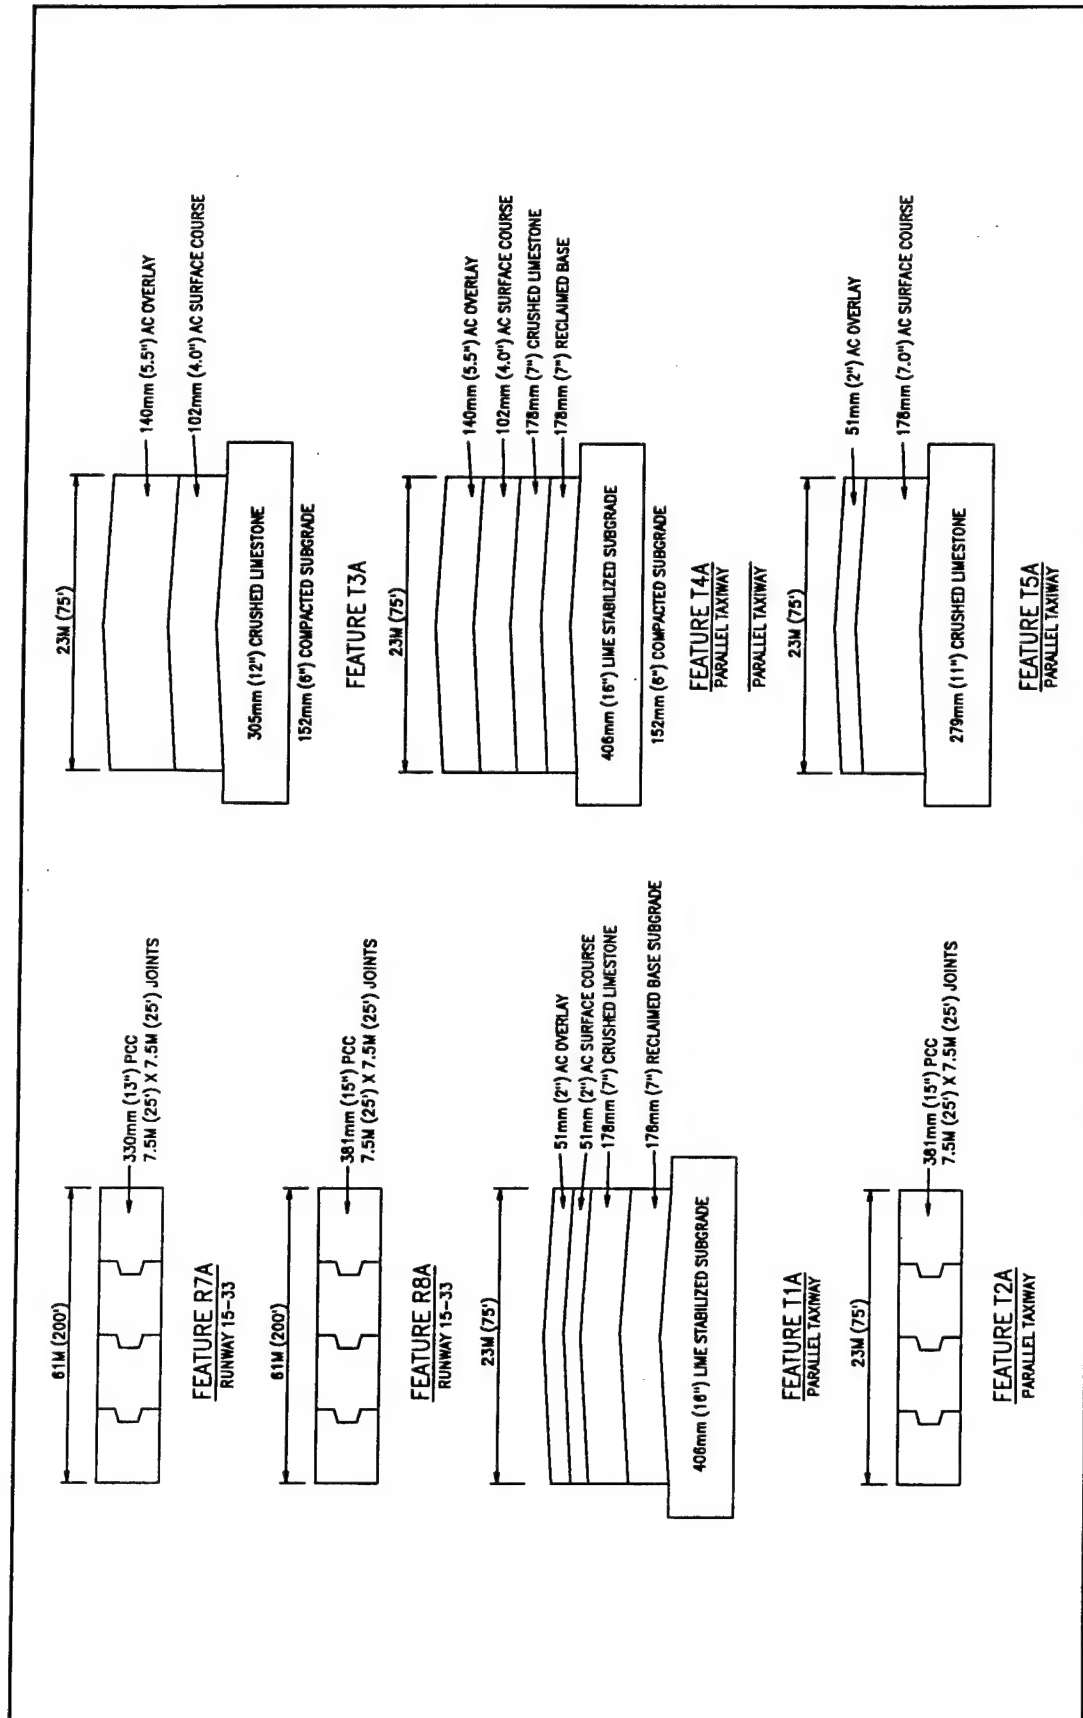 61M (200')
330mm (13") PCC
7.5M (25') X 7.5M (25') JOINTS
FEATURE R7A
RUNWAY 15-33
61M (200')
381mm (15") PCC
7.5M (25') X 7.5M (25') JOINTS
FEATURE R8A
RUNWAY 15-33
23M (75')
51mm (2") AC OVERLAY
51mm (2") AC SURFACE COURSE
178mm (7") CRUSHED LIMESTONE
178mm (7") RECLAIMED BASE SUBGRADE
406mm (16") LIME STABILIZED SUBGRADE
FEATURE T1A
PARALLEL TAXIWAY
23M (75')
381mm (15") PCC
7.5M (25') X 7.5M (25') JOINTS
FEATURE T2A
PARALLEL TAXIWAY
23M (75')
140mm (5.5") AC OVERLAY
102mm (4.0") AC SURFACE COURSE
305mm (12") CRUSHED LIMESTONE
152mm (6") COMPACTED SUBGRADE
FEATURE T3A
23M (75')
140mm (5.5") AC OVERLAY
102mm (4.0") AC SURFACE COURSE
178mm (7") CRUSHED LIMESTONE
178mm (7") RECLAIMED BASE
406mm (16") LIME STABILIZED SUBGRADE
152mm (6") COMPACTED SUBGRADE
FEATURE T4A
PARALLEL TAXIWAY
PARALLEL TAXIWAY
23M (75')
51mm (2") AC OVERLAY
178mm (7.0") AC SURFACE COURSE
279mm (11") CRUSHED LIMESTONE
FEATURE T5A
PARALLEL TAXIWAY